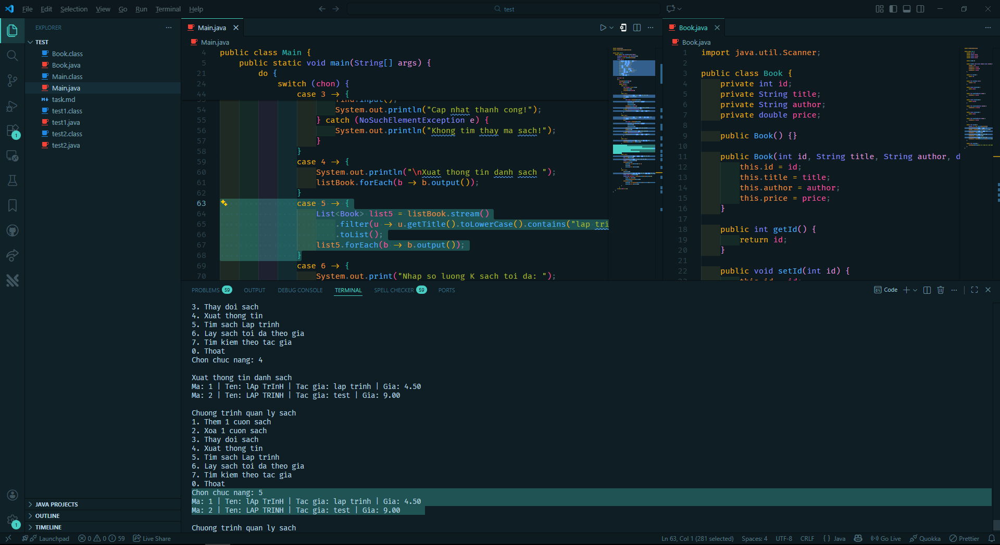 File Edit Selection View Go Run Terminal Help
test
EXPLORER
TEST
Book.class
Book.java
Main.class
Main.java
task.md
test1.class
test1.java
test2.class
test2.java
JAVA PROJECTS
OUTLINE
TIMELINE
Main.java
Main.java
4 public class Main {
5 public static void main(String[] args) {
21 do {
24 switch (chon) {
44 case 3 -> {
54 System.out.println("Cap nhat thanh cong!");
55 } catch (NoSuchElementException e) {
56 System.out.println("Khong tim thay ma sach!");
57 }
58 }
59 case 4 -> {
60 System.out.println("\nXuat thong tin danh sach ");
61 listBook.forEach(b -> b.output());
62 }
63 case 5 -> {
64 List<Book> list5 = listBook.stream()
65 .filter(u -> u.getTitle().toLowerCase().contains("lap tri
66 .toList();
67 list5.forEach(b -> b.output());
68 }
69 case 6 -> {
70 System.out.print("Nhap so luong K sach toi da: ");
Book.java
Book.java
1 import java.util.Scanner;
2
3 public class Book {
4 private int id;
5 private String title;
6 private String author;
7 private double price;
8
9 public Book() {}
10
11 public Book(int id, String title, String author, d
12 this.id = id;
13 this.title = title;
14 this.author = author;
15 this.price = price;
16 }
17
18 public int getId() {
19 return id;
20 }
21
22 public void setId(int id) {
PROBLEMS 59 OUTPUT DEBUG CONSOLE TERMINAL SPELL CHECKER 59 PORTS
Code
3. Thay doi sach
4. Xuat thong tin
5. Tim sach Lap trinh
6. Lay sach toi da theo gia
7. Tim kiem theo tac gia
0. Thoat
Chon chuc nang: 4
Xuat thong tin danh sach
Ma: 1 | Ten: lAp TrInH | Tac gia: lap trinh | Gia: 4.50
Ma: 2 | Ten: LAP TRINH | Tac gia: test | Gia: 9.00
Chuong trinh quan ly sach
1. Them 1 cuon sach
2. Xoa 1 cuon sach
3. Thay doi sach
4. Xuat thong tin
5. Tim sach Lap trinh
6. Lay sach toi da theo gia
7. Tim kiem theo tac gia
0. Thoat
Chon chuc nang: 5
Ma: 1 | Ten: lAp TrInH | Tac gia: lap trinh | Gia: 4.50
Ma: 2 | Ten: LAP TRINH | Tac gia: test | Gia: 9.00
Chuong trinh quan ly sach
1
1
Launchpad 0 0 59 Live Share
Ln 63, Col 1 (281 selected) Spaces: 4 UTF-8 CRLF { } Java Go Live Quokka Prettier